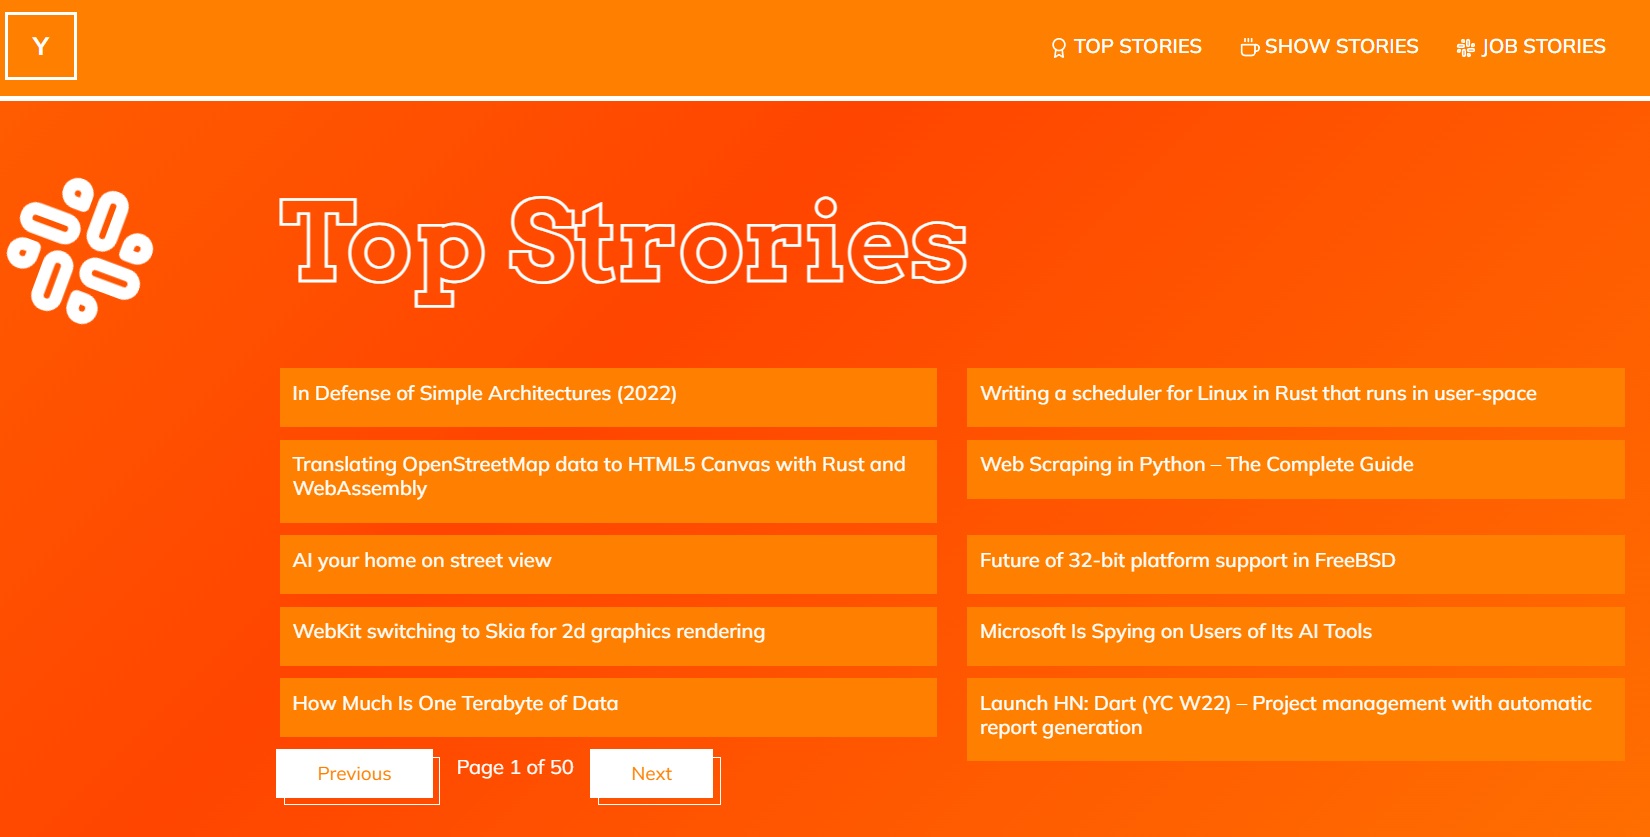 Y
TOP STORIES
SHOW STORIES
JOB STORIES
Top Strories
In Defense of Simple Architectures (2022)
Writing a scheduler for Linux in Rust that runs in user-space
Translating OpenStreetMap data to HTML5 Canvas with Rust and
WebAssembly
Web Scraping in Python – The Complete Guide
AI your home on street view
Future of 32-bit platform support in FreeBSD
WebKit switching to Skia for 2d graphics rendering
Microsoft Is Spying on Users of Its AI Tools
How Much Is One Terabyte of Data
Launch HN: Dart (YC W22) – Project management with automatic
report generation
Previous
Page 1 of 50
Next